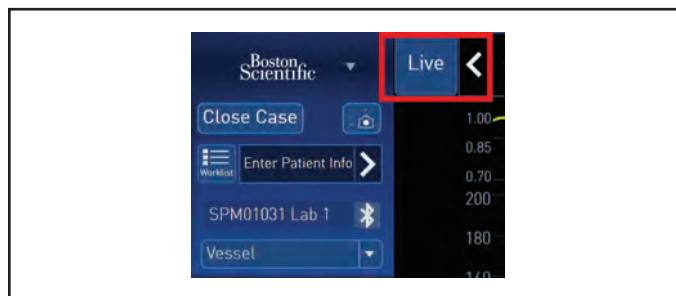 Boston
Scientific
Live
Close Case
1.00
0.85
Worklist
Enter Patient Info
0.70
200
SPM01031 Lab 1
180
Vessel